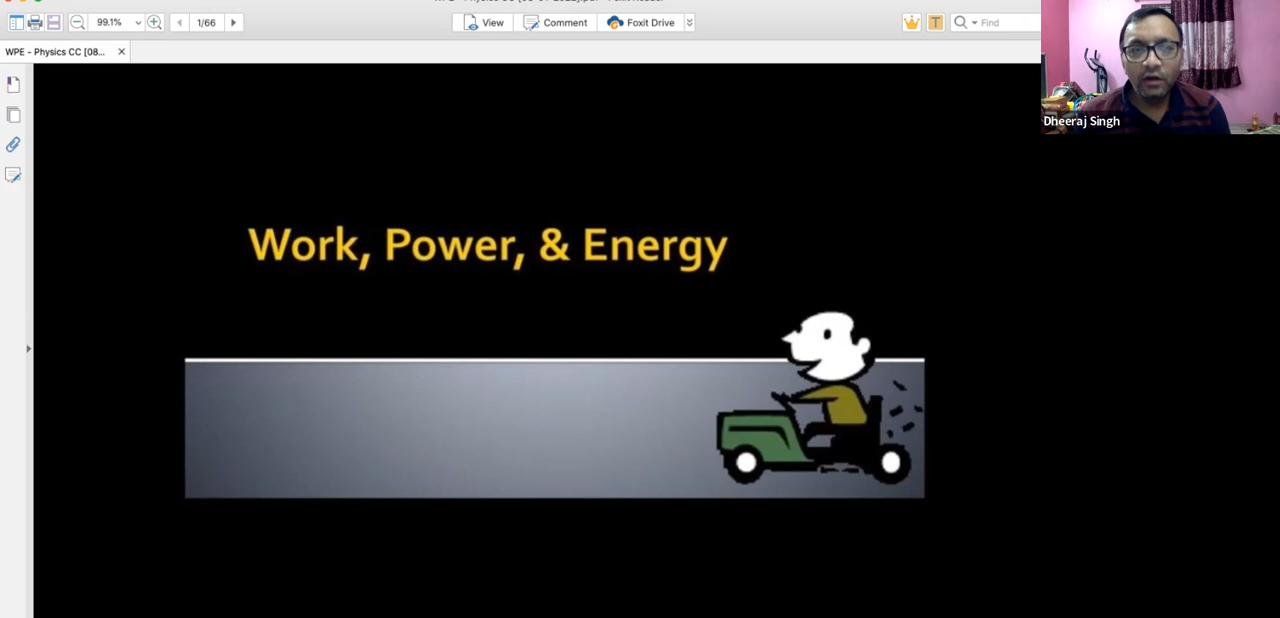 99.1%
1/66
View
Comment
Foxit Drive
T
Find
WPE - Physics CC [08...
Dheeraj Singh
Work, Power, & Energy